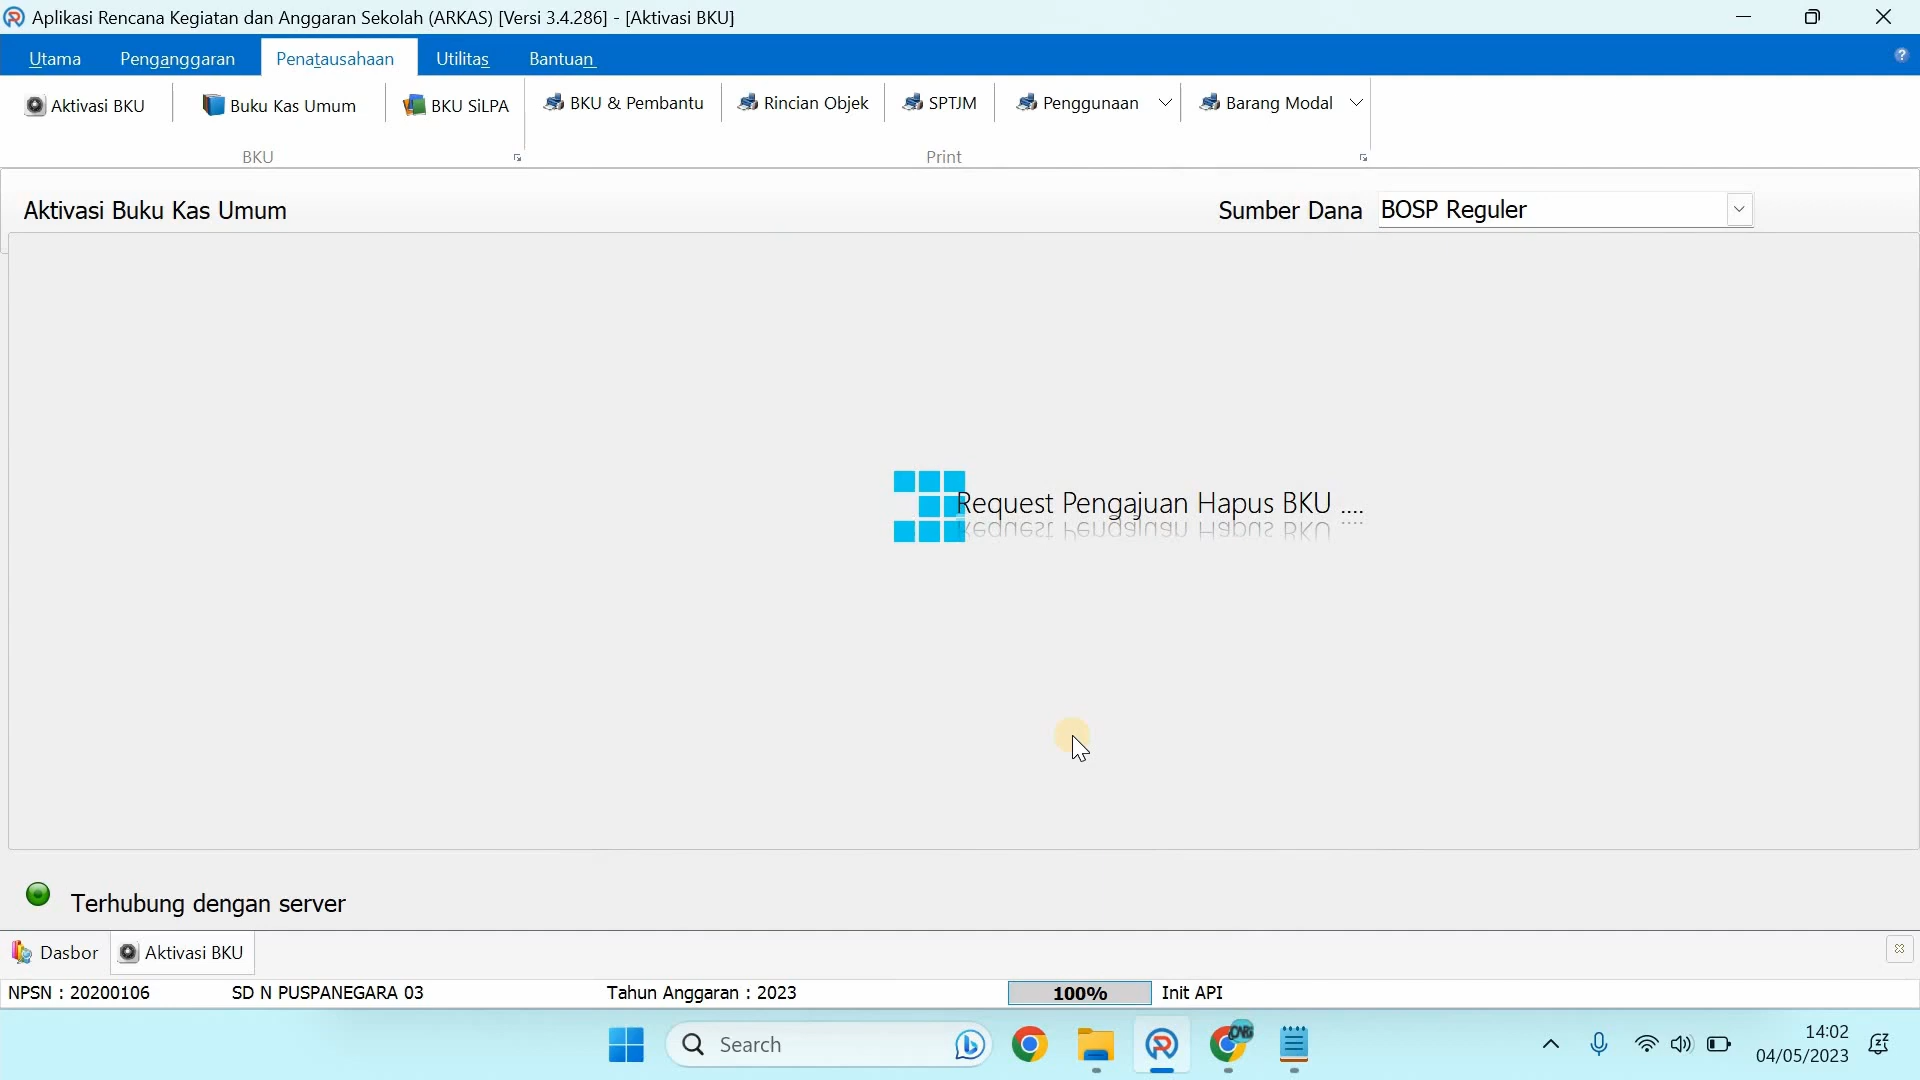 Aplikasi Rencana Kegiatan dan Anggaran Sekolah (ARKAS) [Versi 3.4.286] - [Aktivasi BKU]
Utama Penganggaran Penatausahaan Utilitas Bantuan
Aktivasi BKU Buku Kas Umum BKU SiLPA BKU & Pembantu Rincian Objek SPTJM Penggunaan Barang Modal
BKU Print
Aktivasi Buku Kas Umum Sumber Dana BOSP Reguler
Request Pengajuan Hapus BKU ....
Terhubung dengan server
Dasbor Aktivasi BKU
NPSN : 20200106 SD N PUSPANEGARA 03 Tahun Anggaran : 2023 100% Init API
Search 14:02
04/05/2023